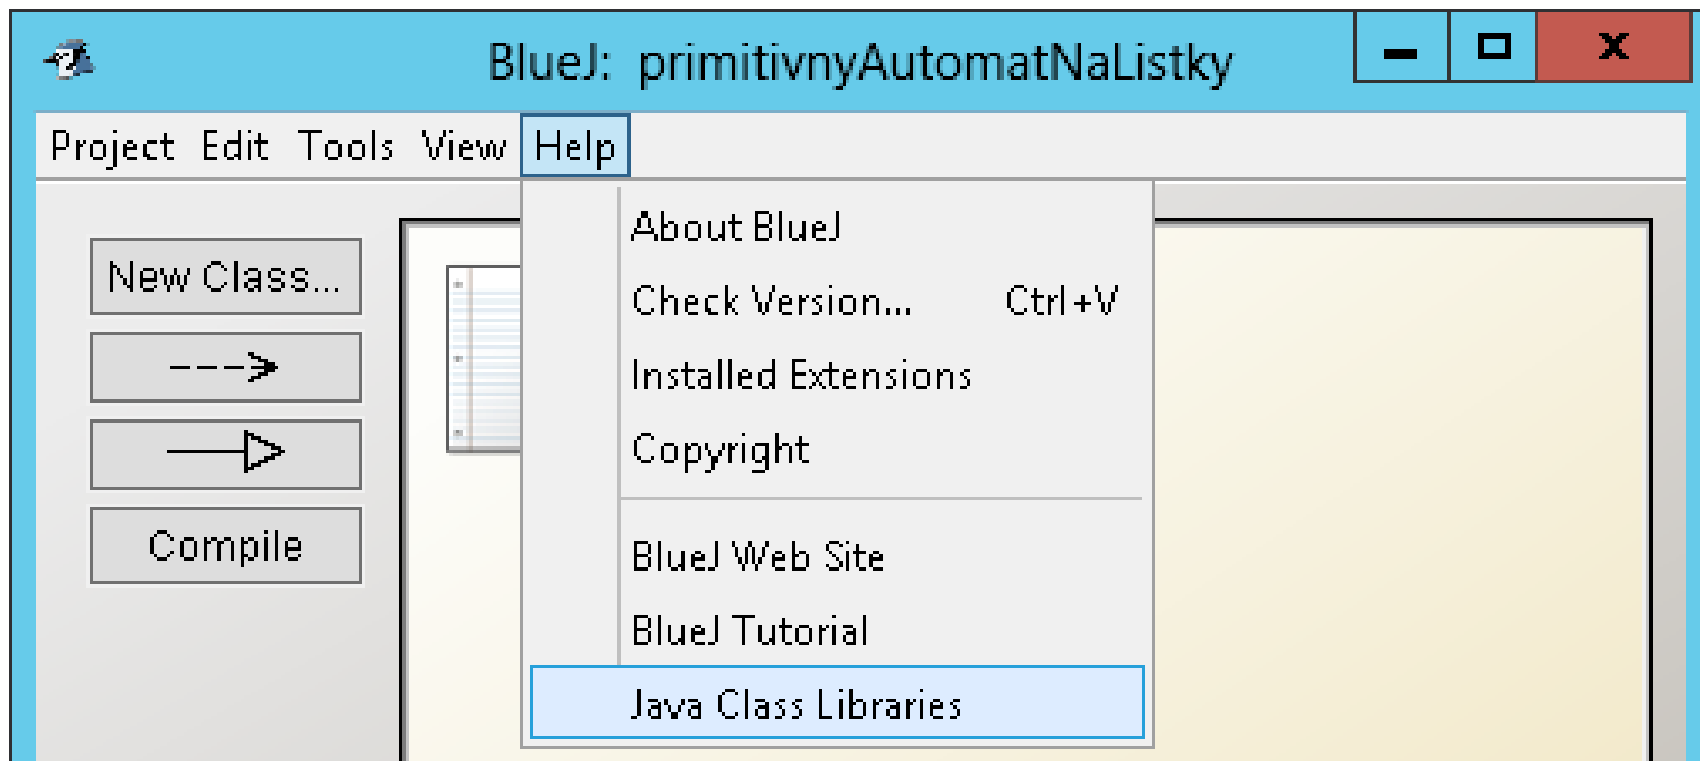 BlueJ: primitivnyAutomatNaListky
Project Edit Tools View Help
New Class...
Compile
About BlueJ
Check Version... Ctrl+V
Installed Extensions
Copyright
BlueJ Web Site
BlueJ Tutorial
Java Class Libraries